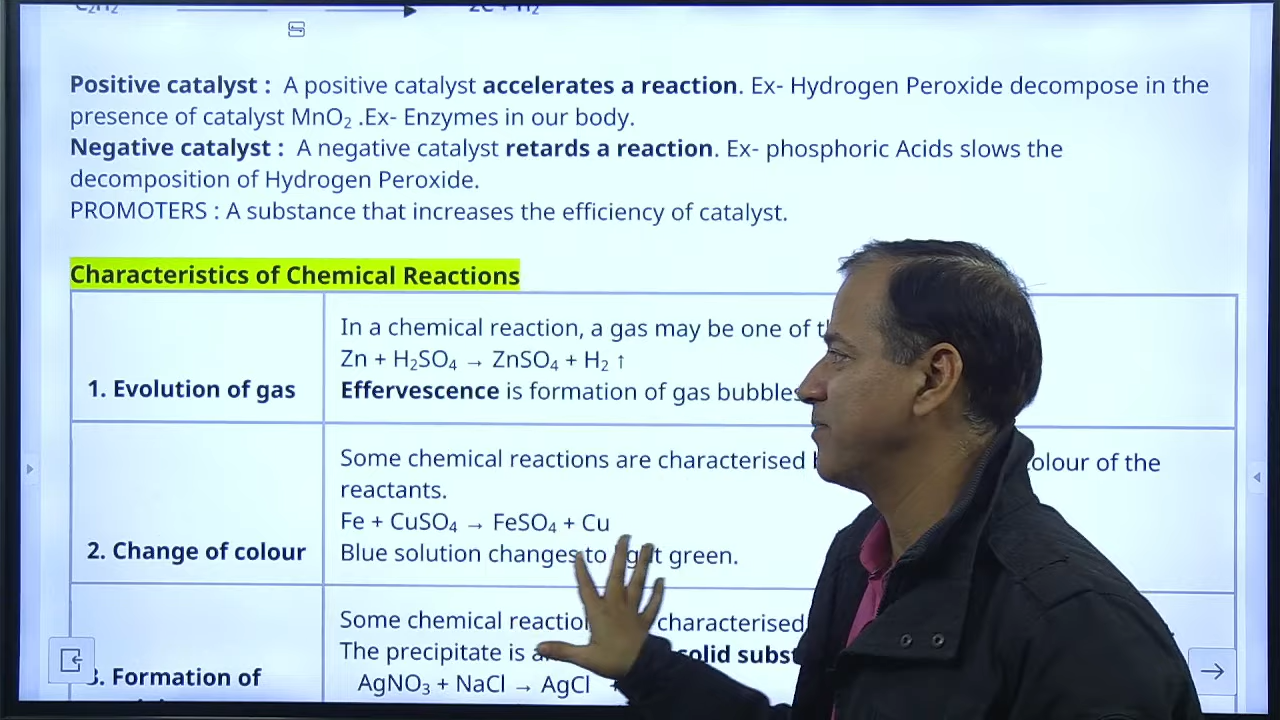 C₂H₂ 2C + H₂
Positive catalyst : A positive catalyst accelerates a reaction. Ex- Hydrogen Peroxide decompose in the
presence of catalyst MnO₂ .Ex- Enzymes in our body.
Negative catalyst : A negative catalyst retards a reaction. Ex- phosphoric Acids slows the
decomposition of Hydrogen Peroxide.
PROMOTERS : A substance that increases the efficiency of catalyst.
Characteristics of Chemical Reactions
1. Evolution of gas
In a chemical reaction, a gas may be one of
Zn + H₂SO₄ → ZnSO₄ + H₂ ↑
Effervescence is formation of gas bubbles
2. Change of colour
Some chemical reactions are characterised colour of the
reactants.
Fe + CuSO₄ → FeSO₄ + Cu
Blue solution changes to light green.
3. Formation of
Some chemical characterised
The precipitate is solid
AgNO₃ + NaCl → AgCl +